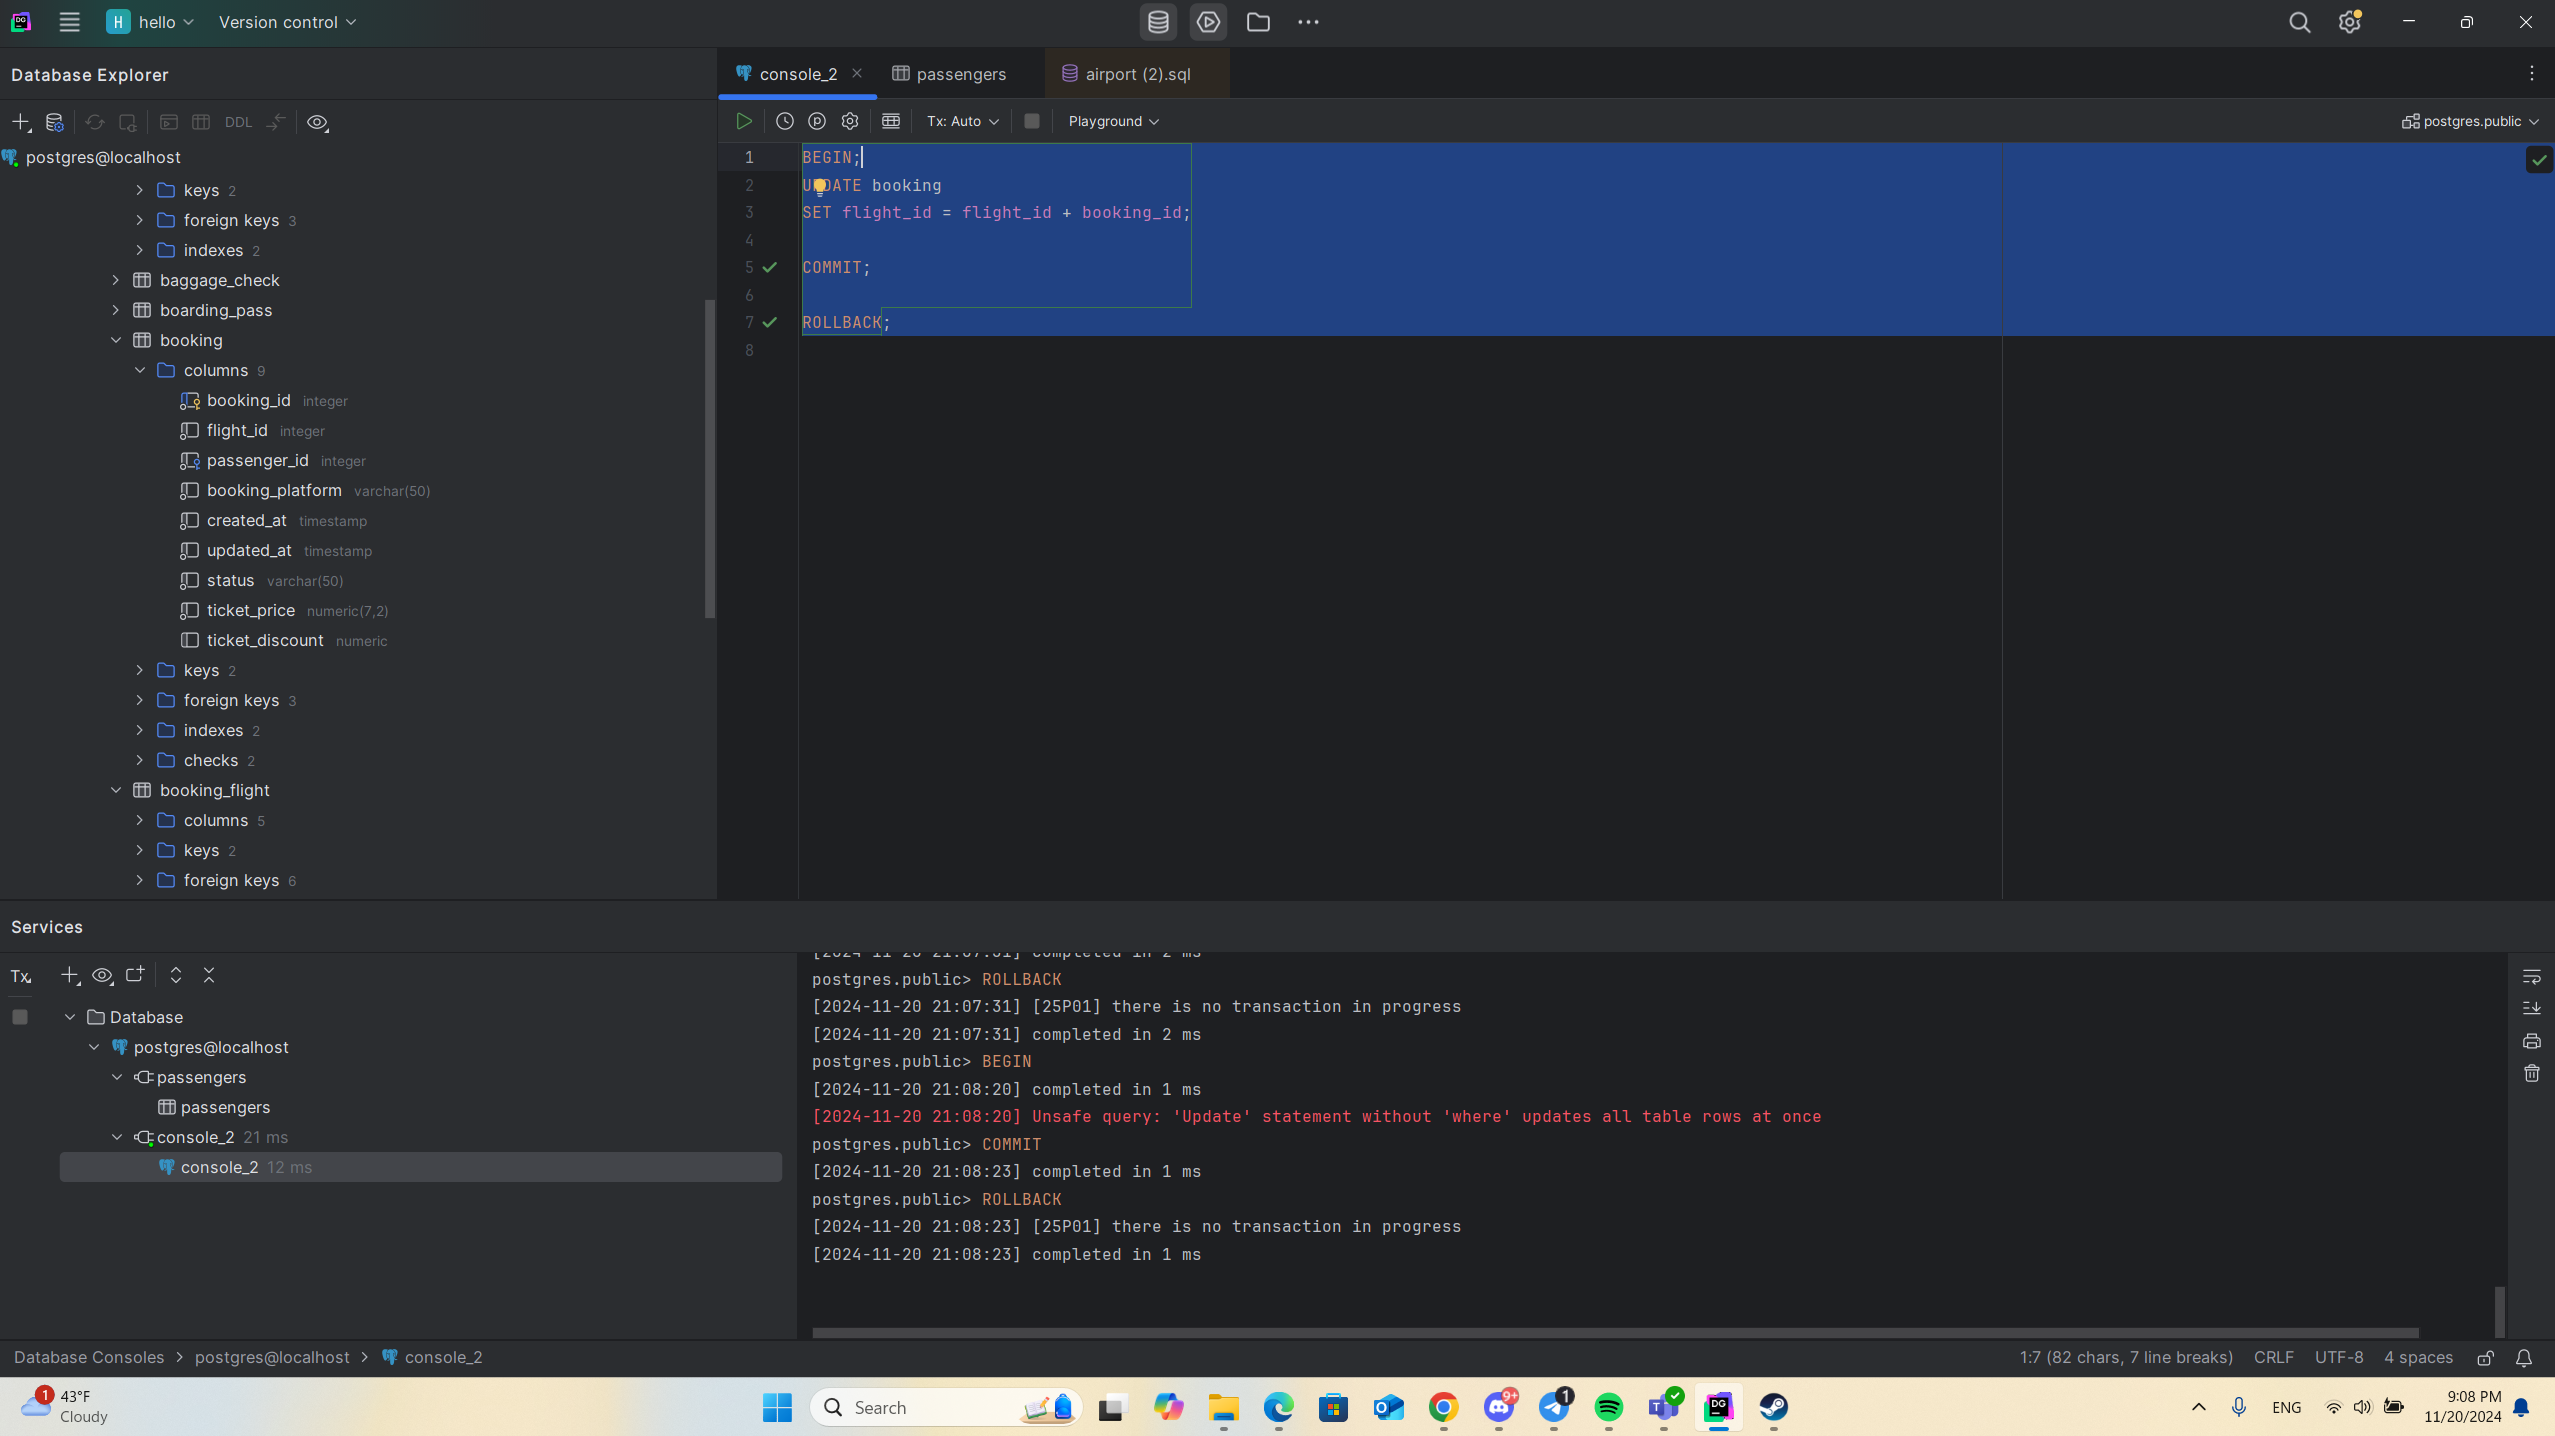 DG H hello Version control
Database Explorer
console_2 passengers airport (2).sql
DDL
Tx: Auto Playground postgres.public
postgres@localhost
keys 2
foreign keys 3
indexes 2
baggage_check
boarding_pass
booking
columns 9
booking_id integer
flight_id integer
passenger_id integer
booking_platform varchar(50)
created_at timestamp
updated_at timestamp
status varchar(50)
ticket_price numeric(7,2)
ticket_discount numeric
keys 2
foreign keys 3
indexes 2
checks 2
booking_flight
columns 5
keys 2
foreign keys 6
1 BEGIN;
2 UPDATE booking
3 SET flight_id = flight_id + booking_id;
4
5 COMMIT;
6
7 ROLLBACK;
8
Services
Tx
Database
postgres@localhost
passengers
passengers
console_2 21 ms
console_2 12 ms
[2024-11-20 21:07:31] completed in 2 ms
postgres.public> ROLLBACK
[2024-11-20 21:07:31] [25P01] there is no transaction in progress
[2024-11-20 21:07:31] completed in 2 ms
postgres.public> BEGIN
[2024-11-20 21:08:20] completed in 1 ms
[2024-11-20 21:08:20] Unsafe query: 'Update' statement without 'where' updates all table rows at once
postgres.public> COMMIT
[2024-11-20 21:08:23] completed in 1 ms
postgres.public> ROLLBACK
[2024-11-20 21:08:23] [25P01] there is no transaction in progress
[2024-11-20 21:08:23] completed in 1 ms
Database Consoles > postgres@localhost > console_2
1:7 (82 chars, 7 line breaks) CRLF UTF-8 4 spaces
1 43°F
Cloudy
Search
9+ 1 DG
ENG
9:08 PM
11/20/2024